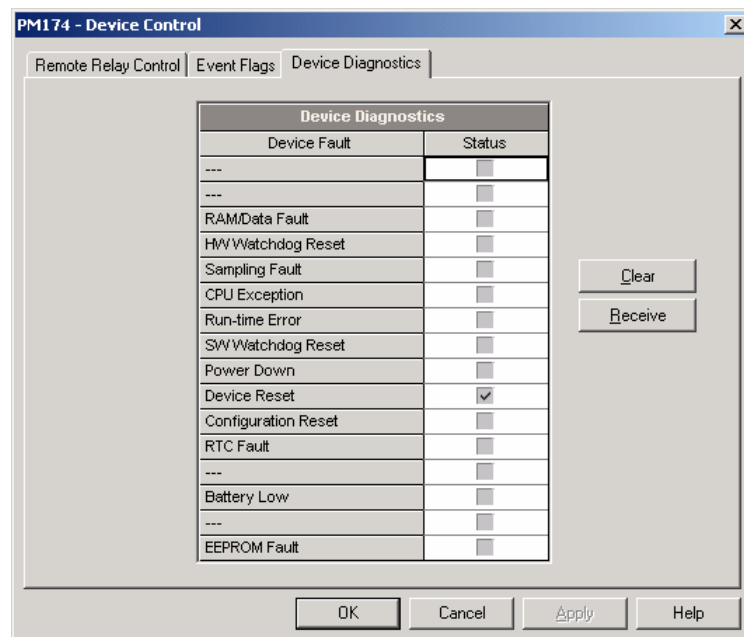 PM174 - Device Control
Remote Relay Control Event Flags Device Diagnostics
Device Diagnostics
Device Fault Status
---
---
RAM/Data Fault
HW Watchdog Reset
Sampling Fault
CPU Exception
Run-time Error
SW Watchdog Reset
Power Down
Device Reset
Configuration Reset
RTC Fault
---
Battery Low
---
EEPROM Fault
Clear
Receive
OK Cancel Apply Help